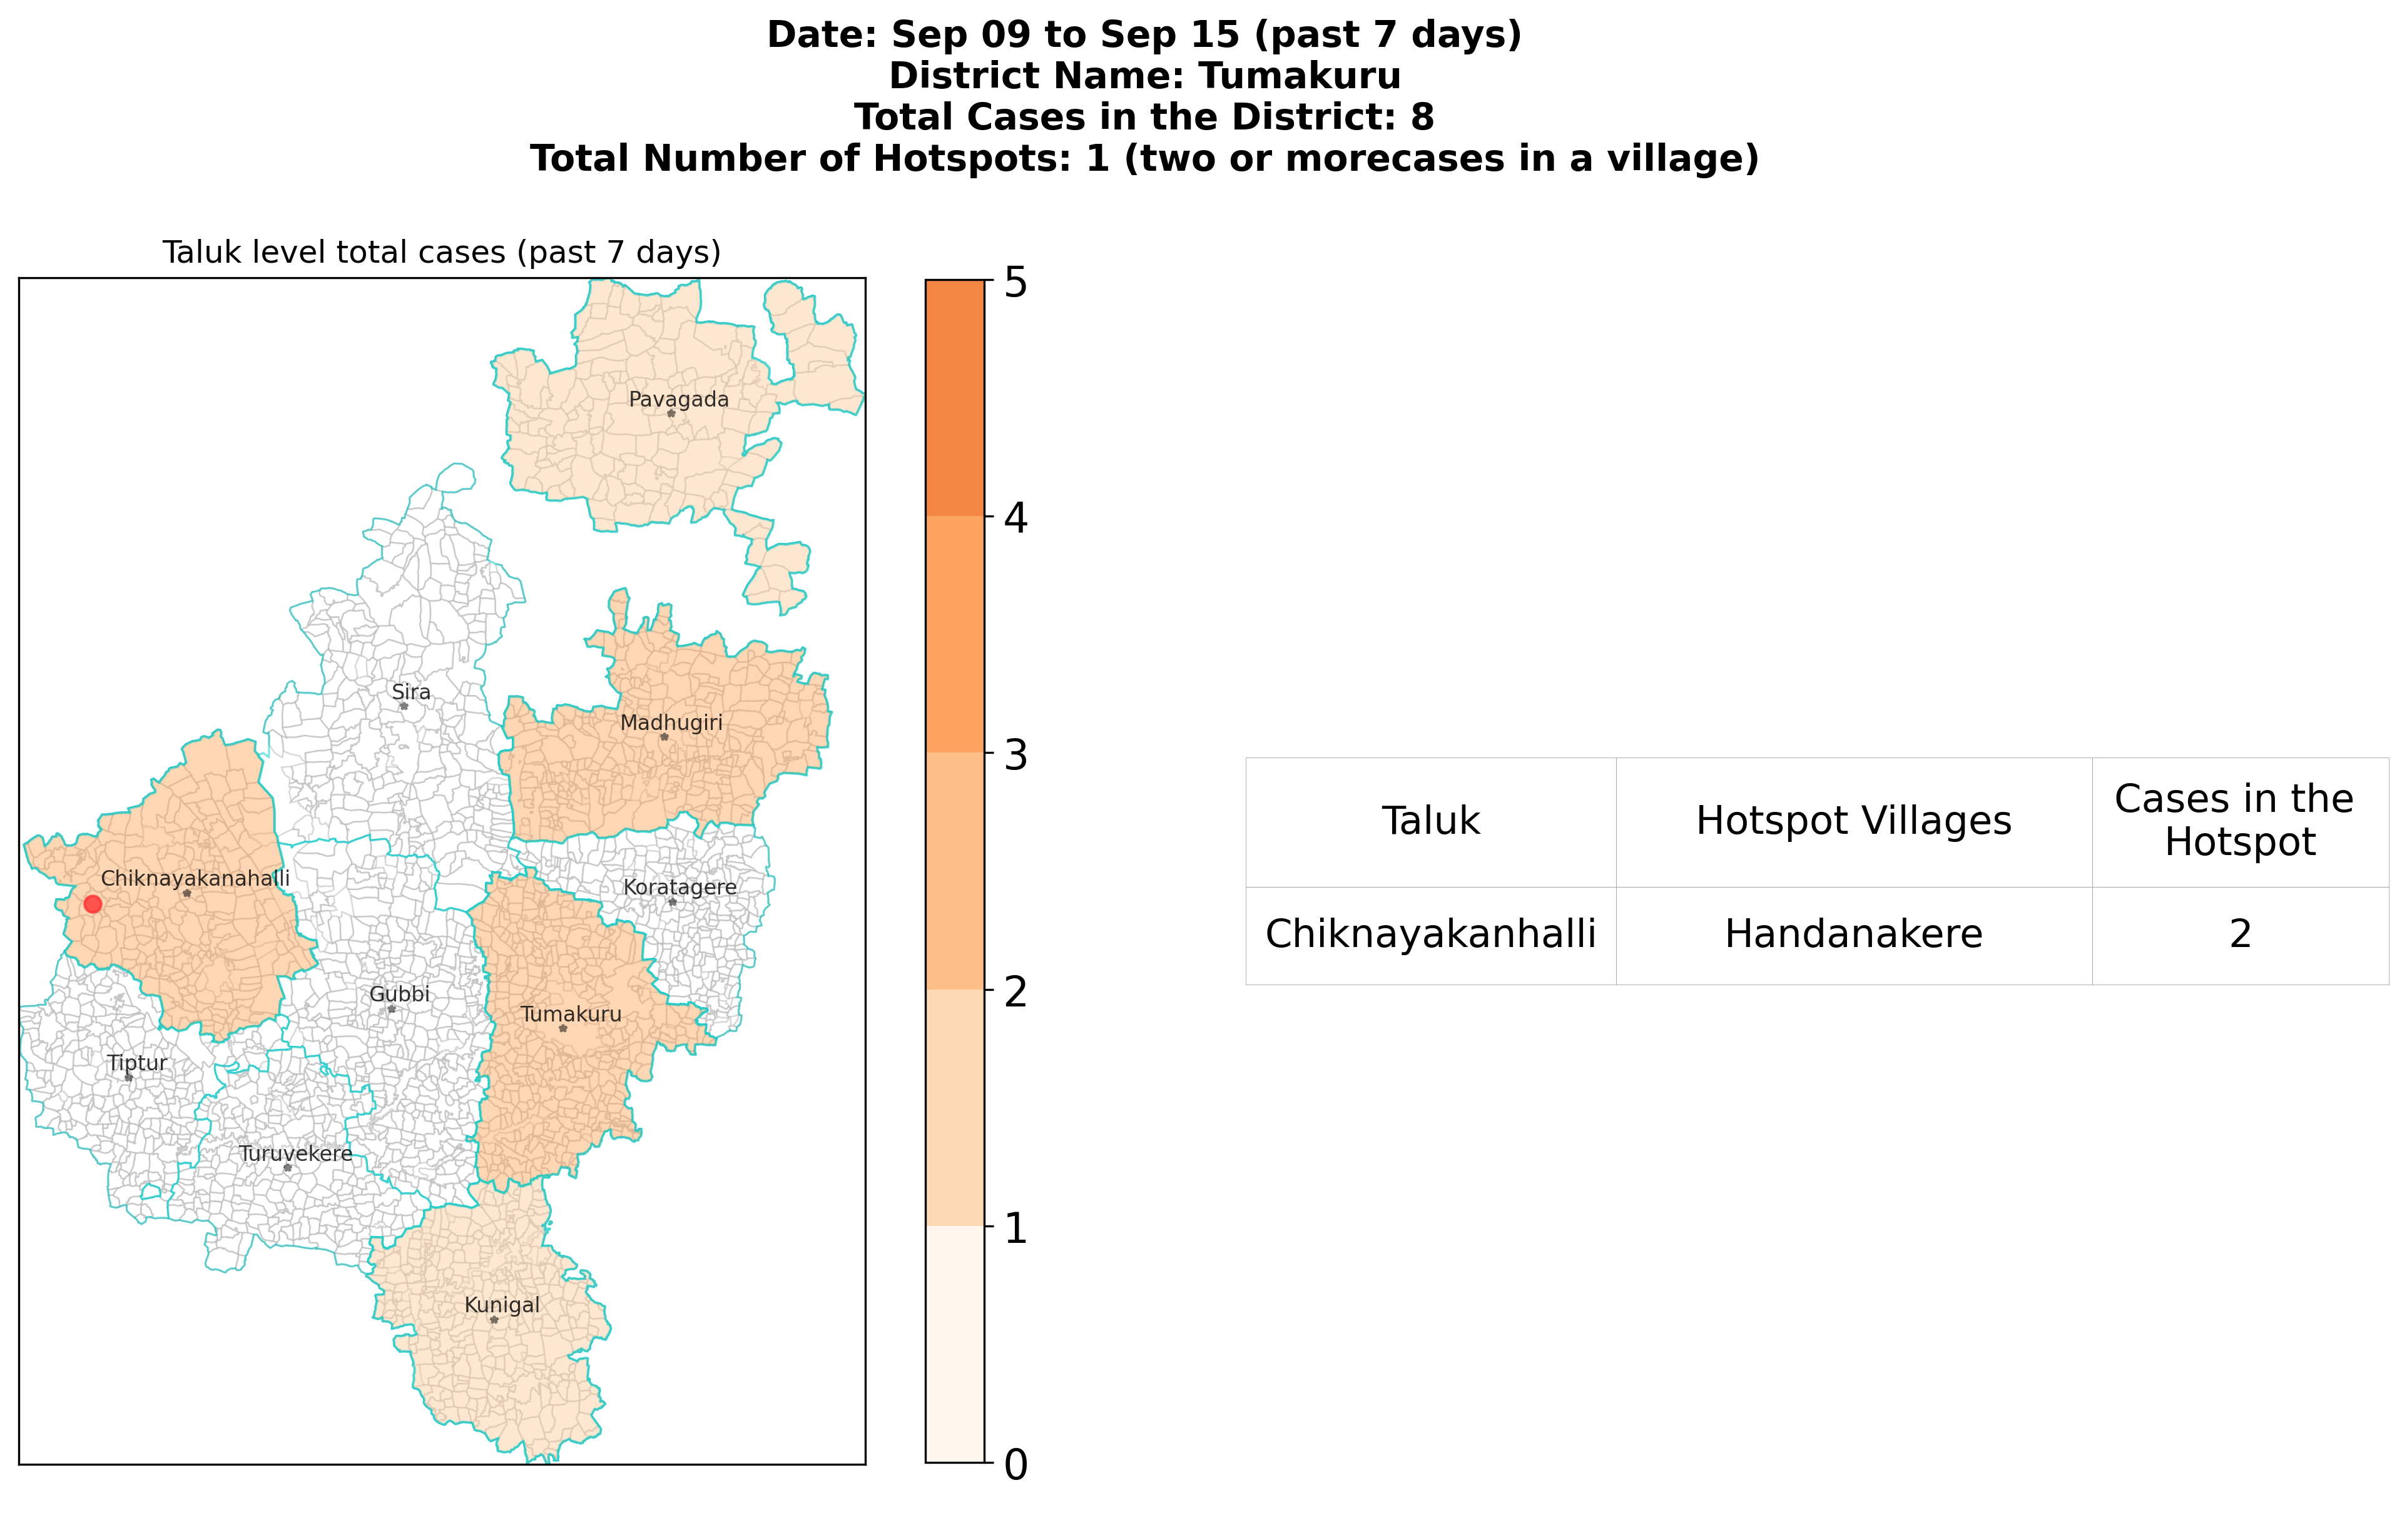 Date: Sep 09 to Sep 15 (past 7 days)
District Name: Tumakuru
Total Cases in the District: 8
Total Number of Hotspots: 1 (two or morecases in a village)
Taluk level total cases (past 7 days)
Pavagada
Sira
Madhugiri
Chiknayakanahalli
Koratagere
Gubbi
Tumakuru
Tiptur
Turuvekere
Kunigal
5
4
3
2
1
0
Taluk
Hotspot Villages
Cases in the
Hotspot
Chiknayakanhalli
Handanakere
2